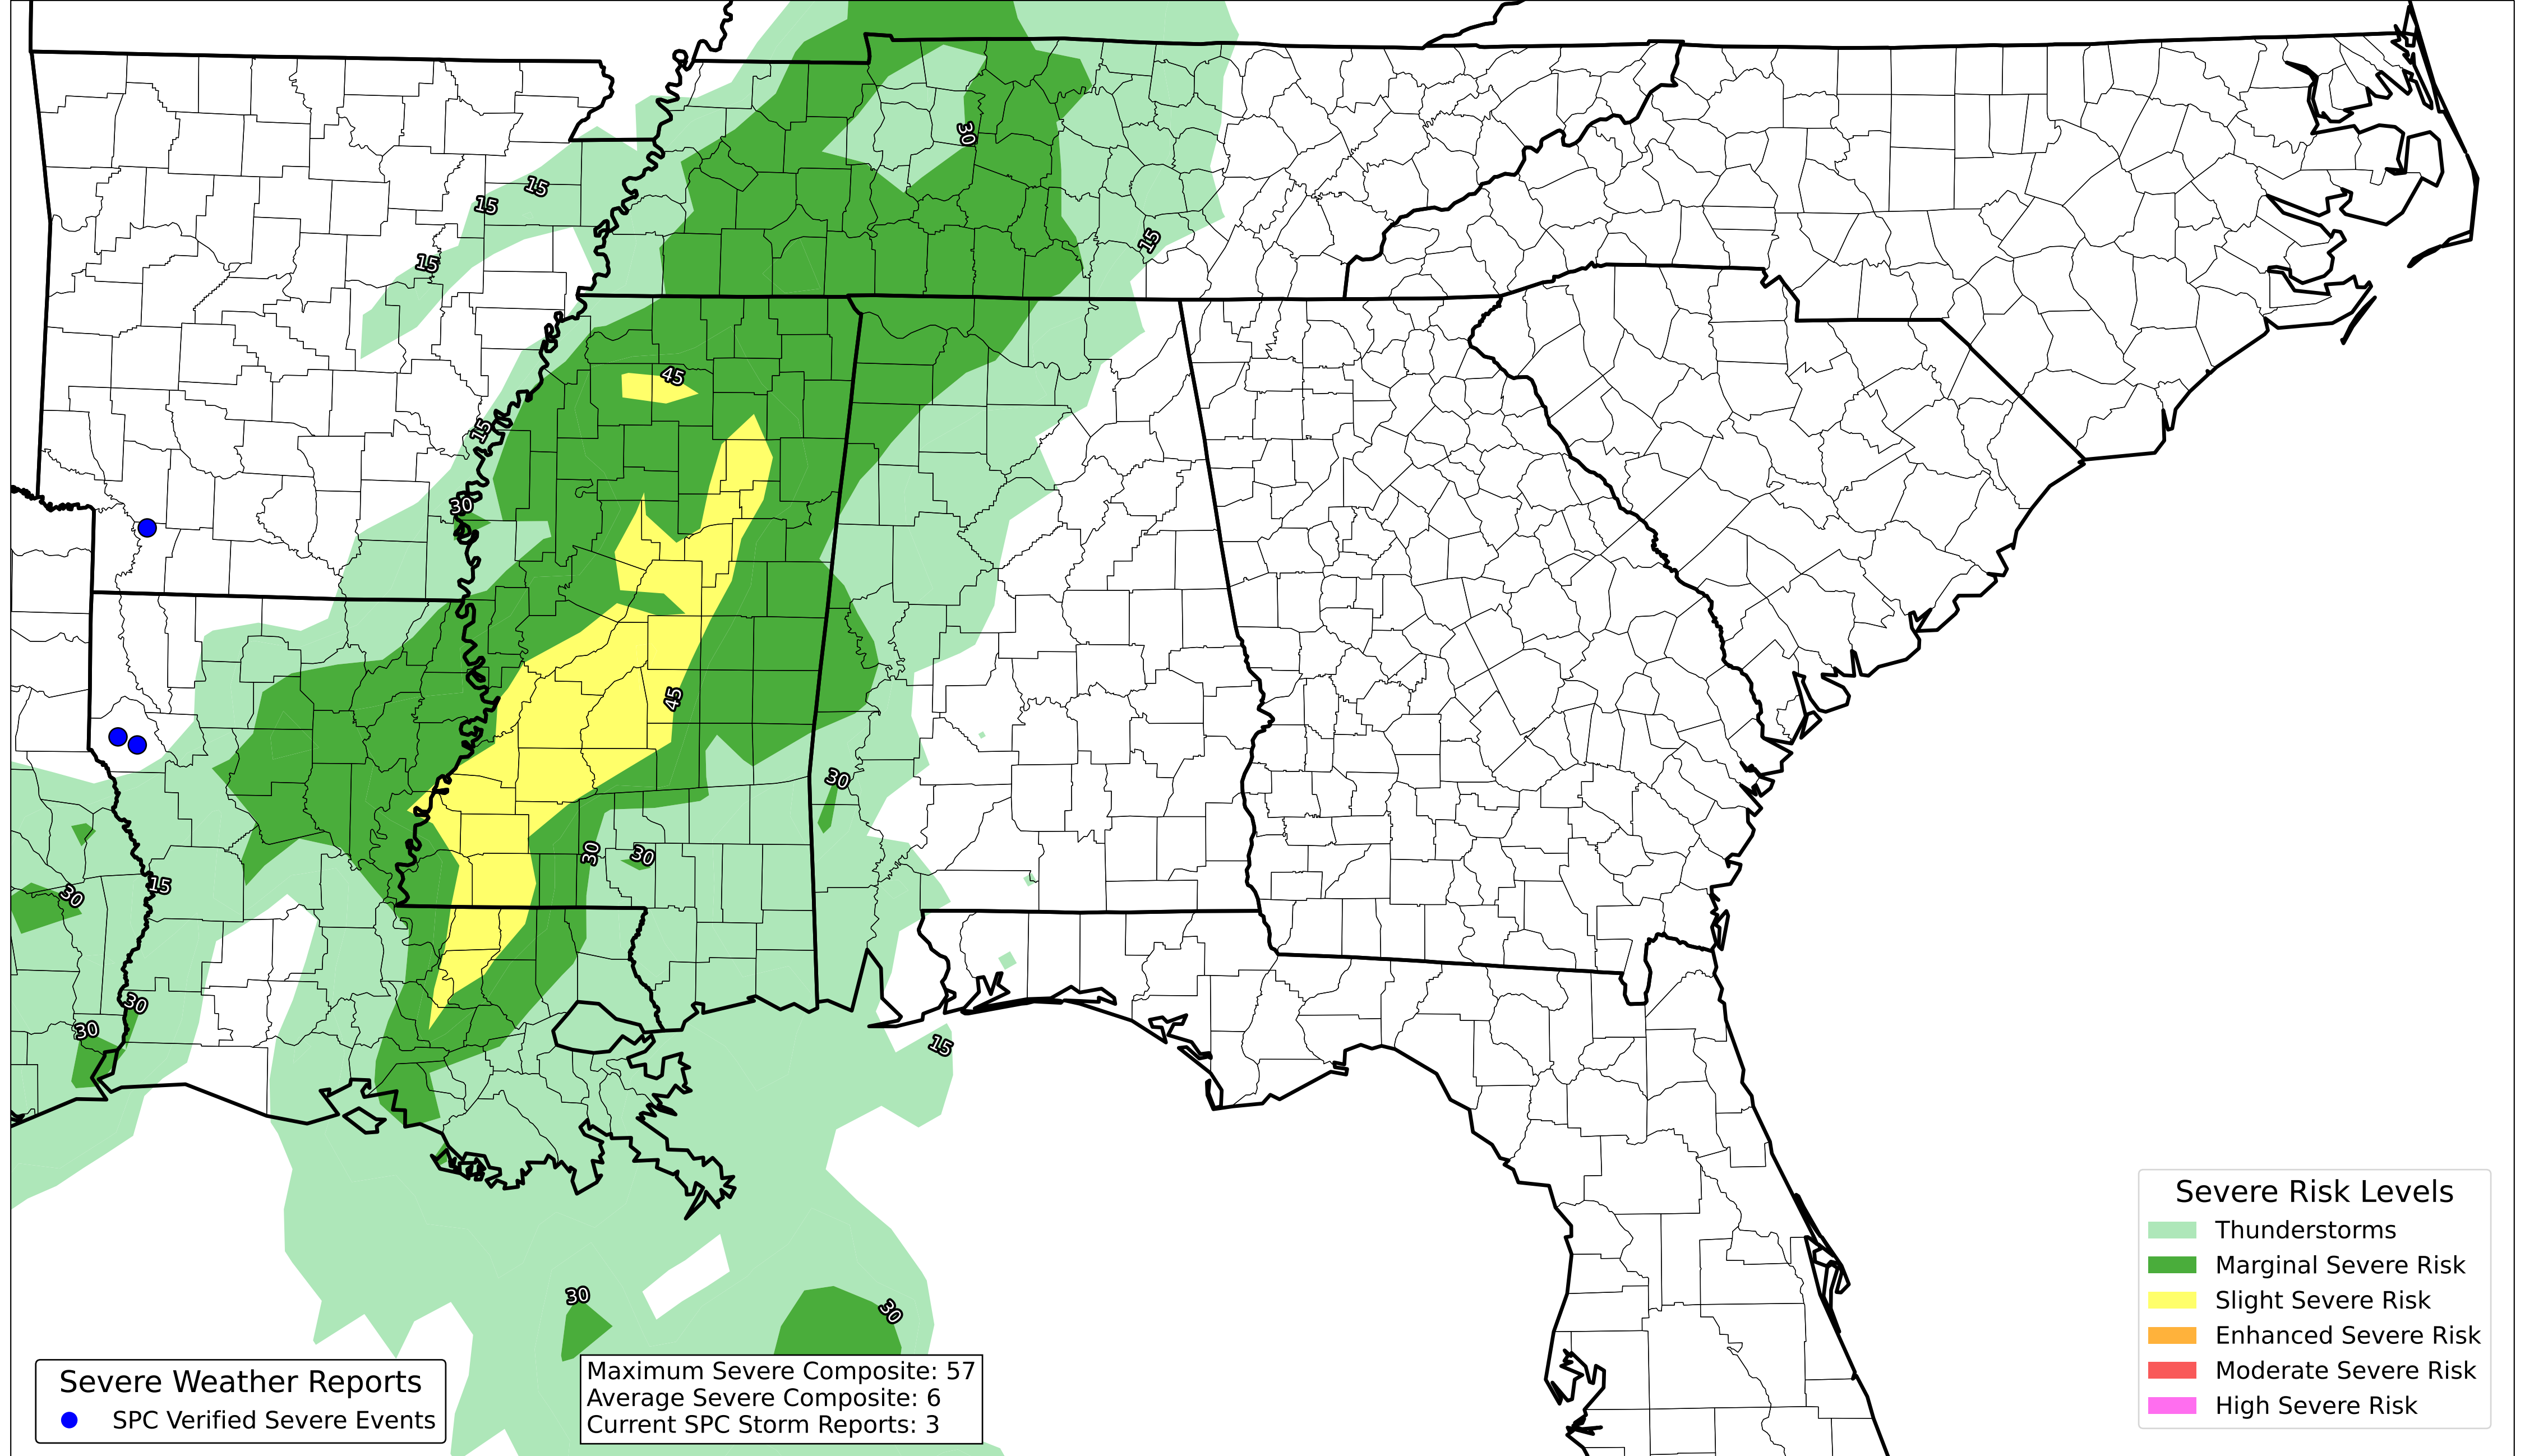 30
15
15
15
15
45
15
30
45
30
30
30
15
30
30
30
15
30
30
Severe Risk Levels
Thunderstorms
Marginal Severe Risk
Slight Severe Risk
Enhanced Severe Risk
Moderate Severe Risk
High Severe Risk
Severe Weather Reports
SPC Verified Severe Events
Maximum Severe Composite: 57
Average Severe Composite: 6
Current SPC Storm Reports: 3